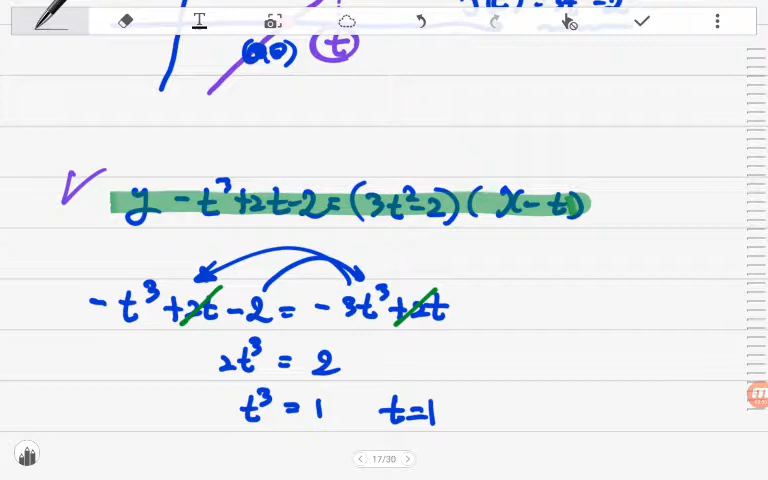 (0,0) (t)
y - t³ + 2t - 2 = (3t² - 2)(x - t)
- t³ + 2t - 2 = - 3t³ + 2t
2t³ = 2
t³ = 1 t = 1
17/30